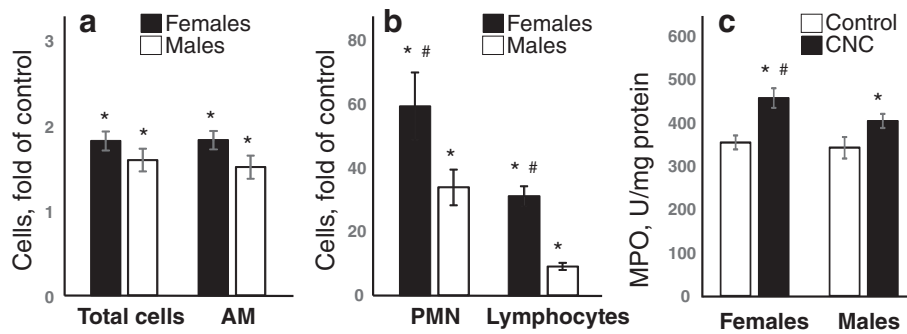 a
Females
Males
Cells, fold of control
3
2
1
0
*
*
*
*
Total cells
AM
b
Females
Males
Cells, fold of control
80
60
40
20
0
* #
*
* #
*
PMN
Lymphocytes
c
Control
CNC
MPO, U/mg protein
600
500
400
300
200
100
0
* #
*
Females
Males